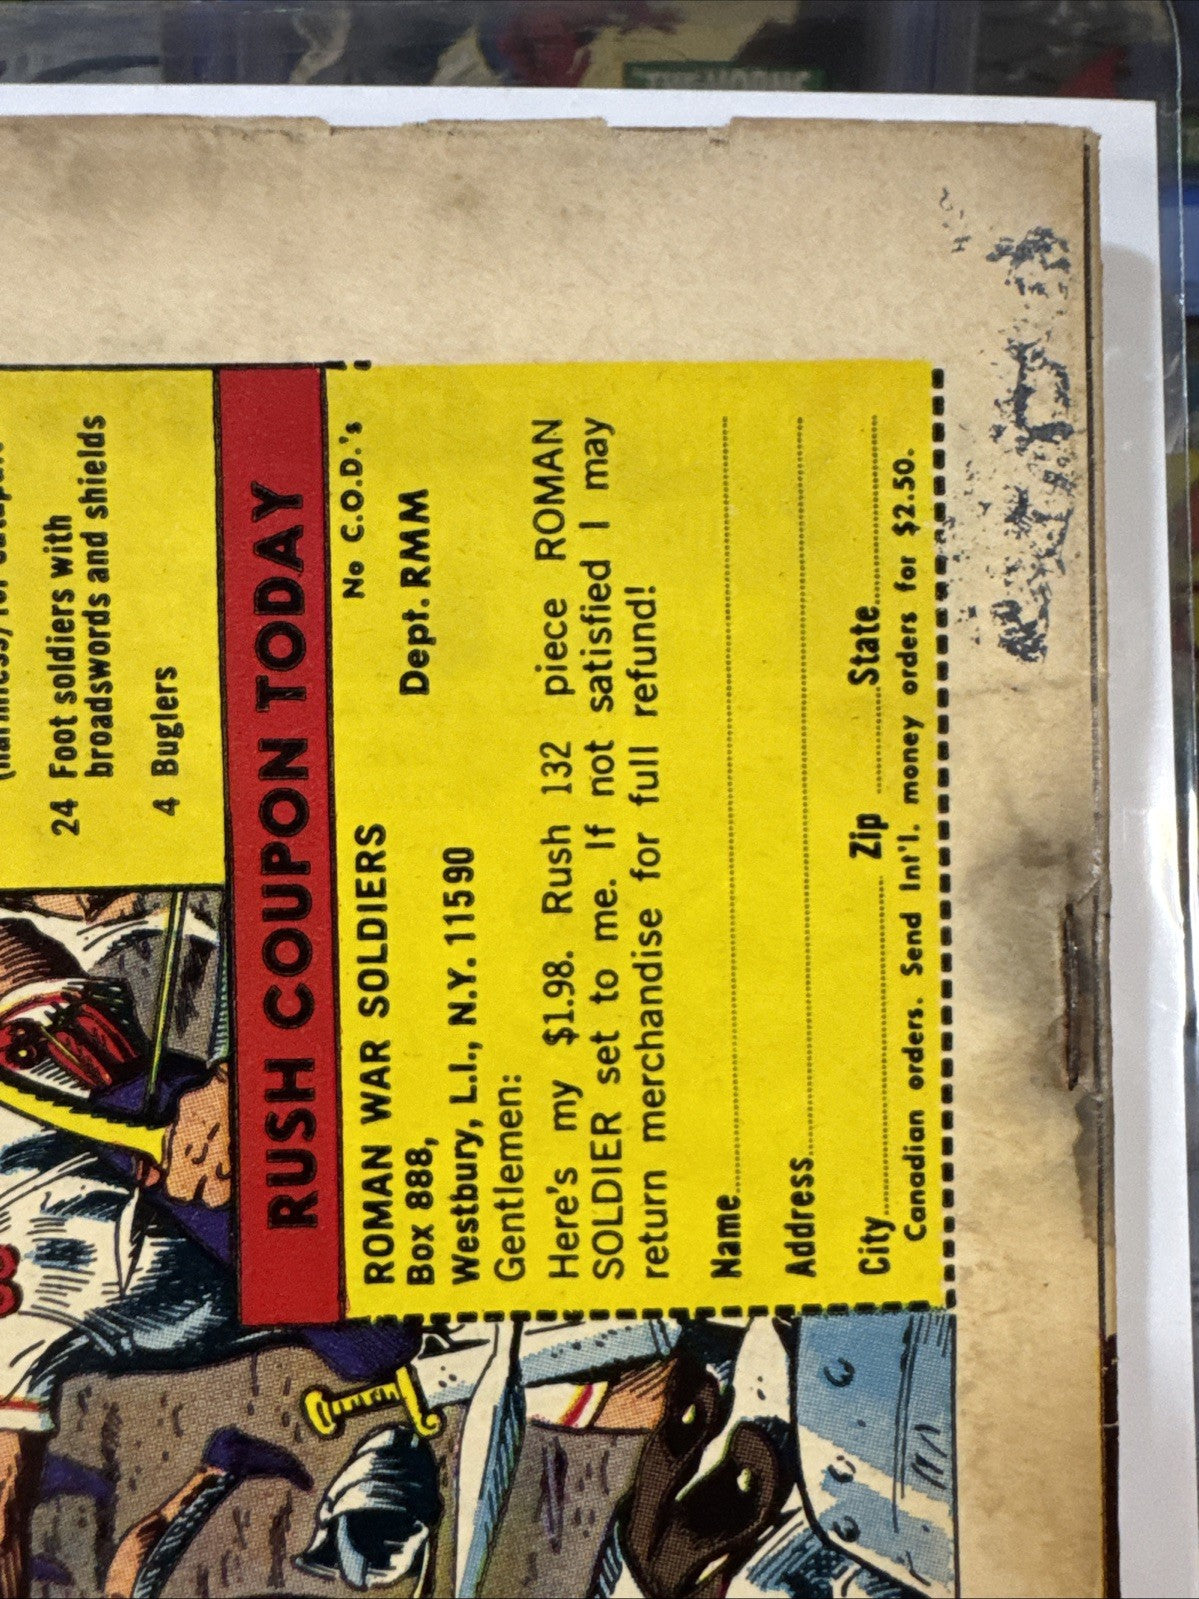 24 Foot soldiers with
broadswords and shields
4 Buglers
RUSH COUPON TODAY
No C.O.D.'s
ROMAN WAR SOLDIERS
Box 888, Dept. RMM
Westbury, L.I., N.Y. 11590
Gentlemen:
Here's my $1.98. Rush 132 piece ROMAN
SOLDIER set to me. If not satisfied I may
return merchandise for full refund!
Name
Address
City Zip State
Canadian orders. Send Int'l. money orders for $2.50.